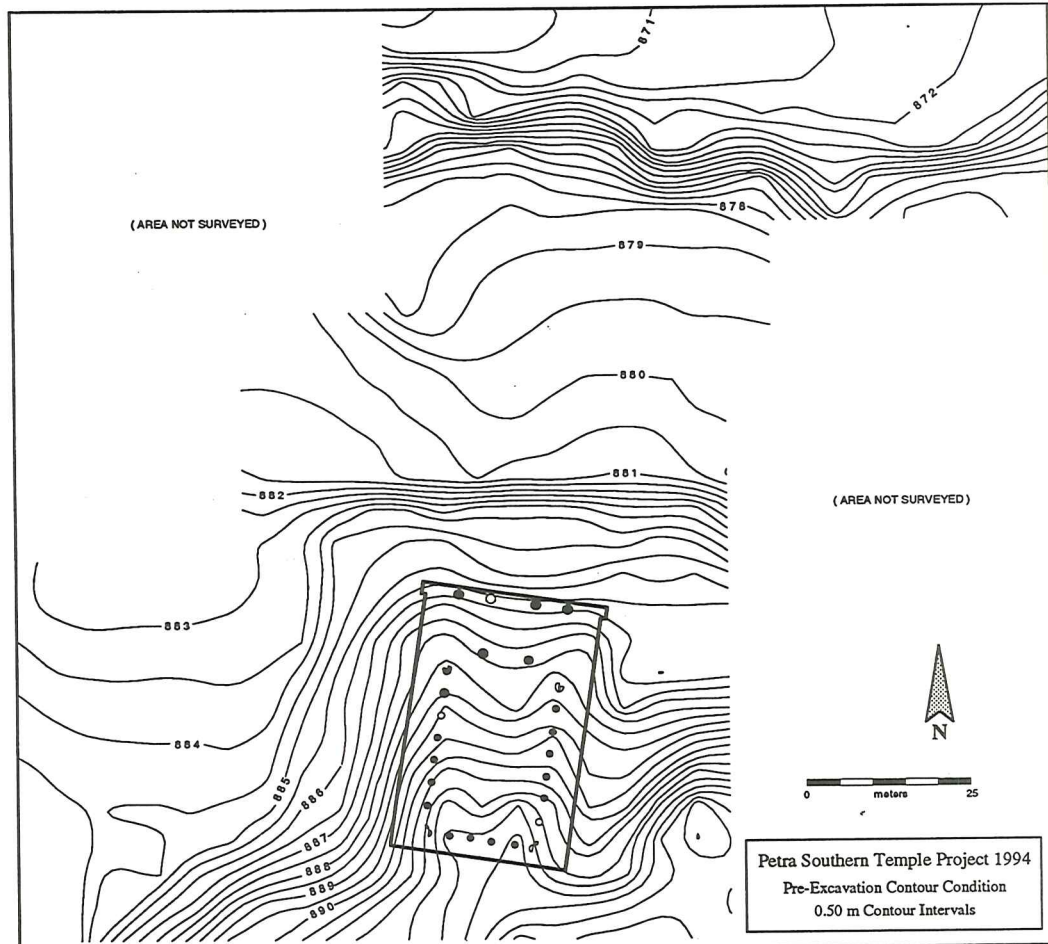 871
872
878
( AREA NOT SURVEYED )
879
880
881
882
( AREA NOT SURVEYED )
883
N
884
885
886
0 meters 25
887
888
889
890
Petra Southern Temple Project 1994
Pre-Excavation Contour Condition
0.50 m Contour Intervals